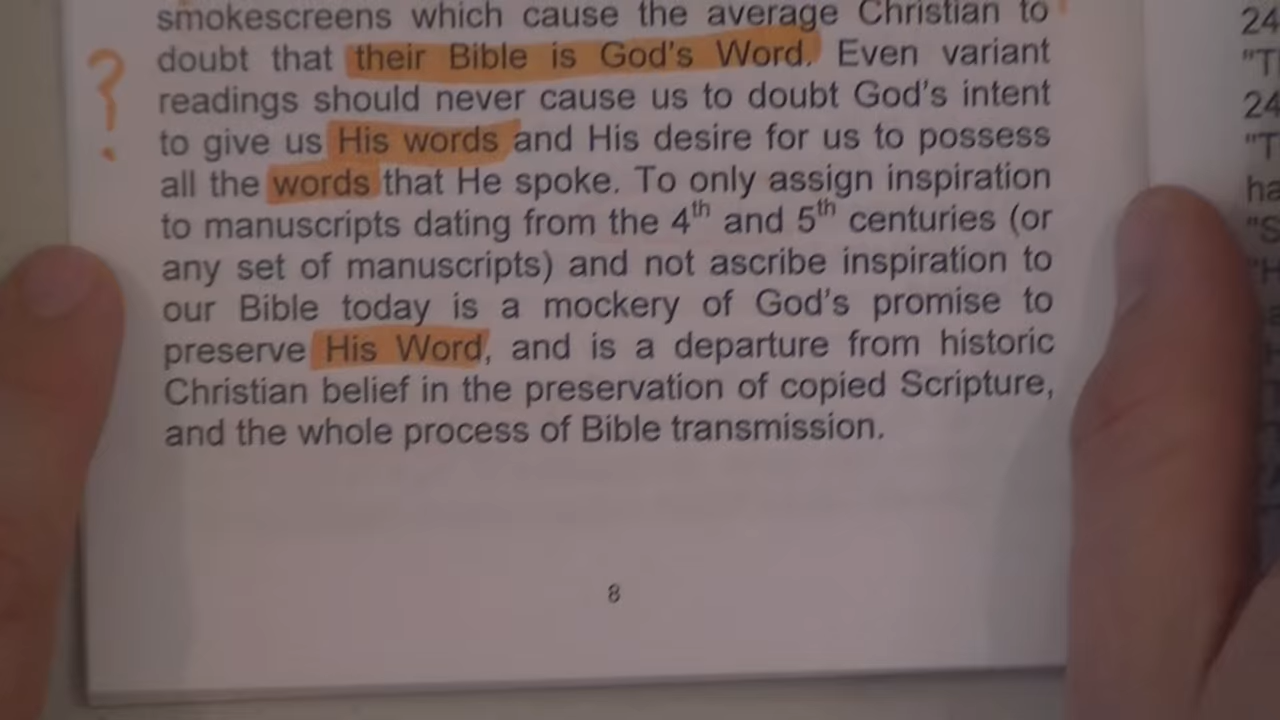 smokescreens which cause the average Christian to
doubt that their Bible is God's Word. Even variant
readings should never cause us to doubt God's intent
to give us His words and His desire for us to possess
all the words that He spoke. To only assign inspiration
to manuscripts dating from the 4th and 5th centuries (or
any set of manuscripts) and not ascribe inspiration to
our Bible today is a mockery of God's promise to
preserve His Word, and is a departure from historic
Christian belief in the preservation of copied Scripture,
and the whole process of Bible transmission.
8
?
24
"T
24
"T
ha
"S
"H